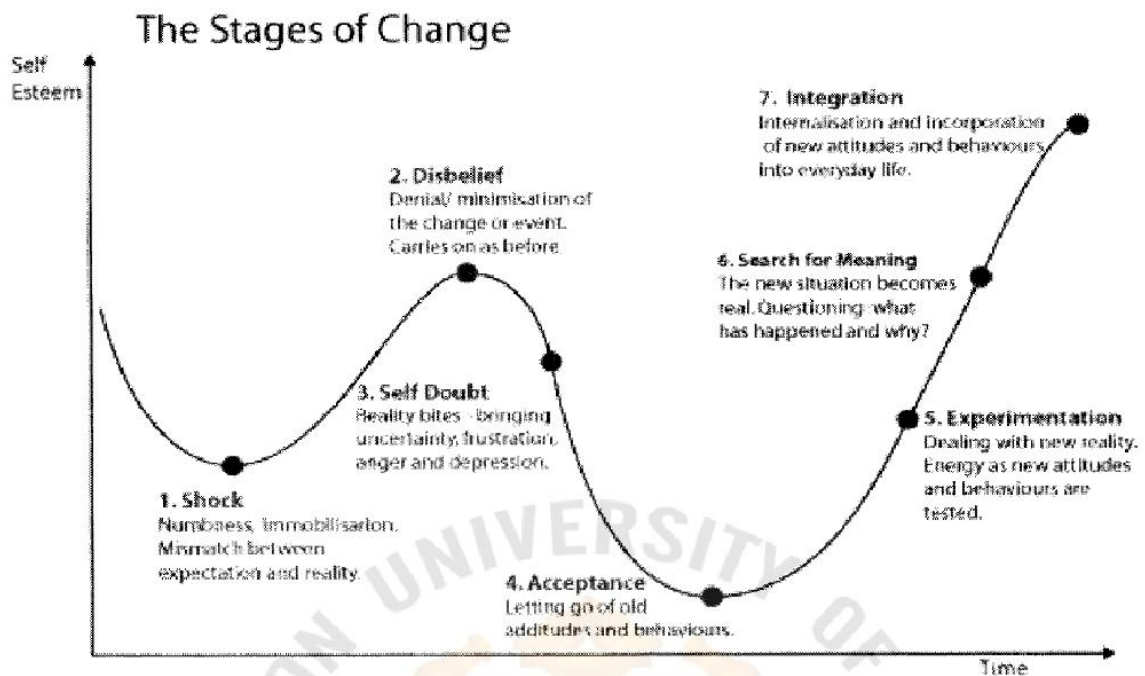 The Stages of Change
Self
Esteem
7. Integration
Internalisation and incorporation
of new attitudes and behaviours
into everyday life.
2. Disbelief
Denial/ minimisation of
the change or event.
Carries on as before
6. Search for Meaning
The new situation becomes
real. Questioning what
has happened and why?
3. Self Doubt
Reality bites - bringing
uncertainty, frustration,
anger and depression.
5. Experimentation
Dealing with new reality.
Energy as new attitudes
and behaviours are
tested.
1. Shock
Numbness, Immobilisation.
Mismatch between
expectation and reality.
4. Acceptance
Letting go of old
additudes and behaviours.
Time
UNIVERSITY OF